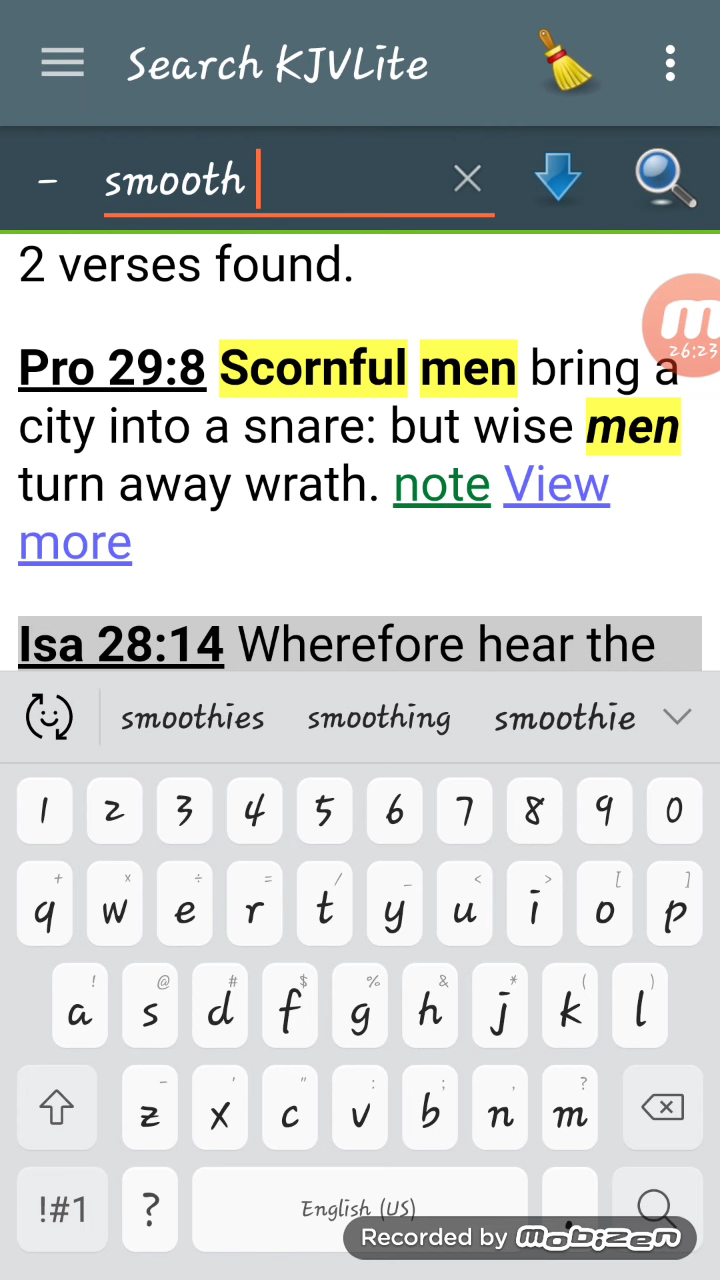 Search KJVLite
- smooth
2 verses found.
m
26:23
Pro 29:8 Scornful men bring a
city into a snare: but wise men
turn away wrath. note View
more
Isa 28:14 Wherefore hear the
smoothies smoothing smoothie
1 2 3 4 5 6 7 8 9 0
+ × ÷ = / _ < > [ ]
q w e r t y u i o p
! @ # $ % & * ( )
a s d f g h j k l
- ' " : ; , ?
z x c v b n m
!#1 ? English (US) .
Recorded by mobizen